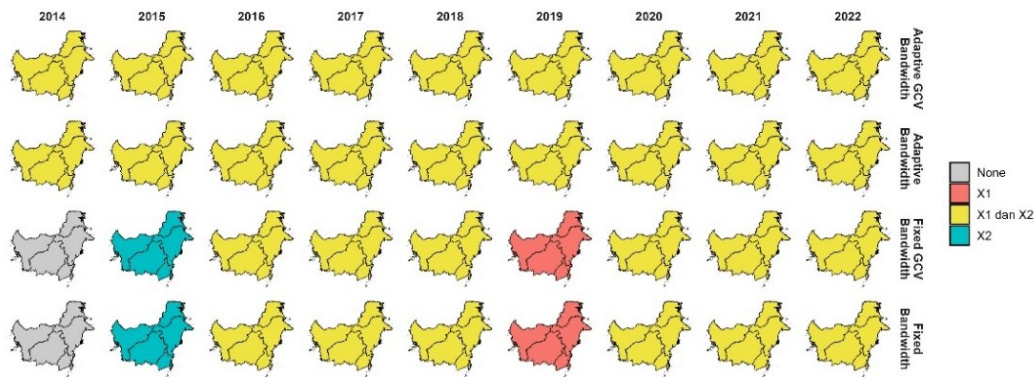 2014 2015 2016 2017 2018 2019 2020 2021 2022
Adaptive GCV
Bandwidth
Adaptive
Bandwidth
Fixed GCV
Bandwidth
Fixed
Bandwidth
None
X1
X1 dan X2
X2